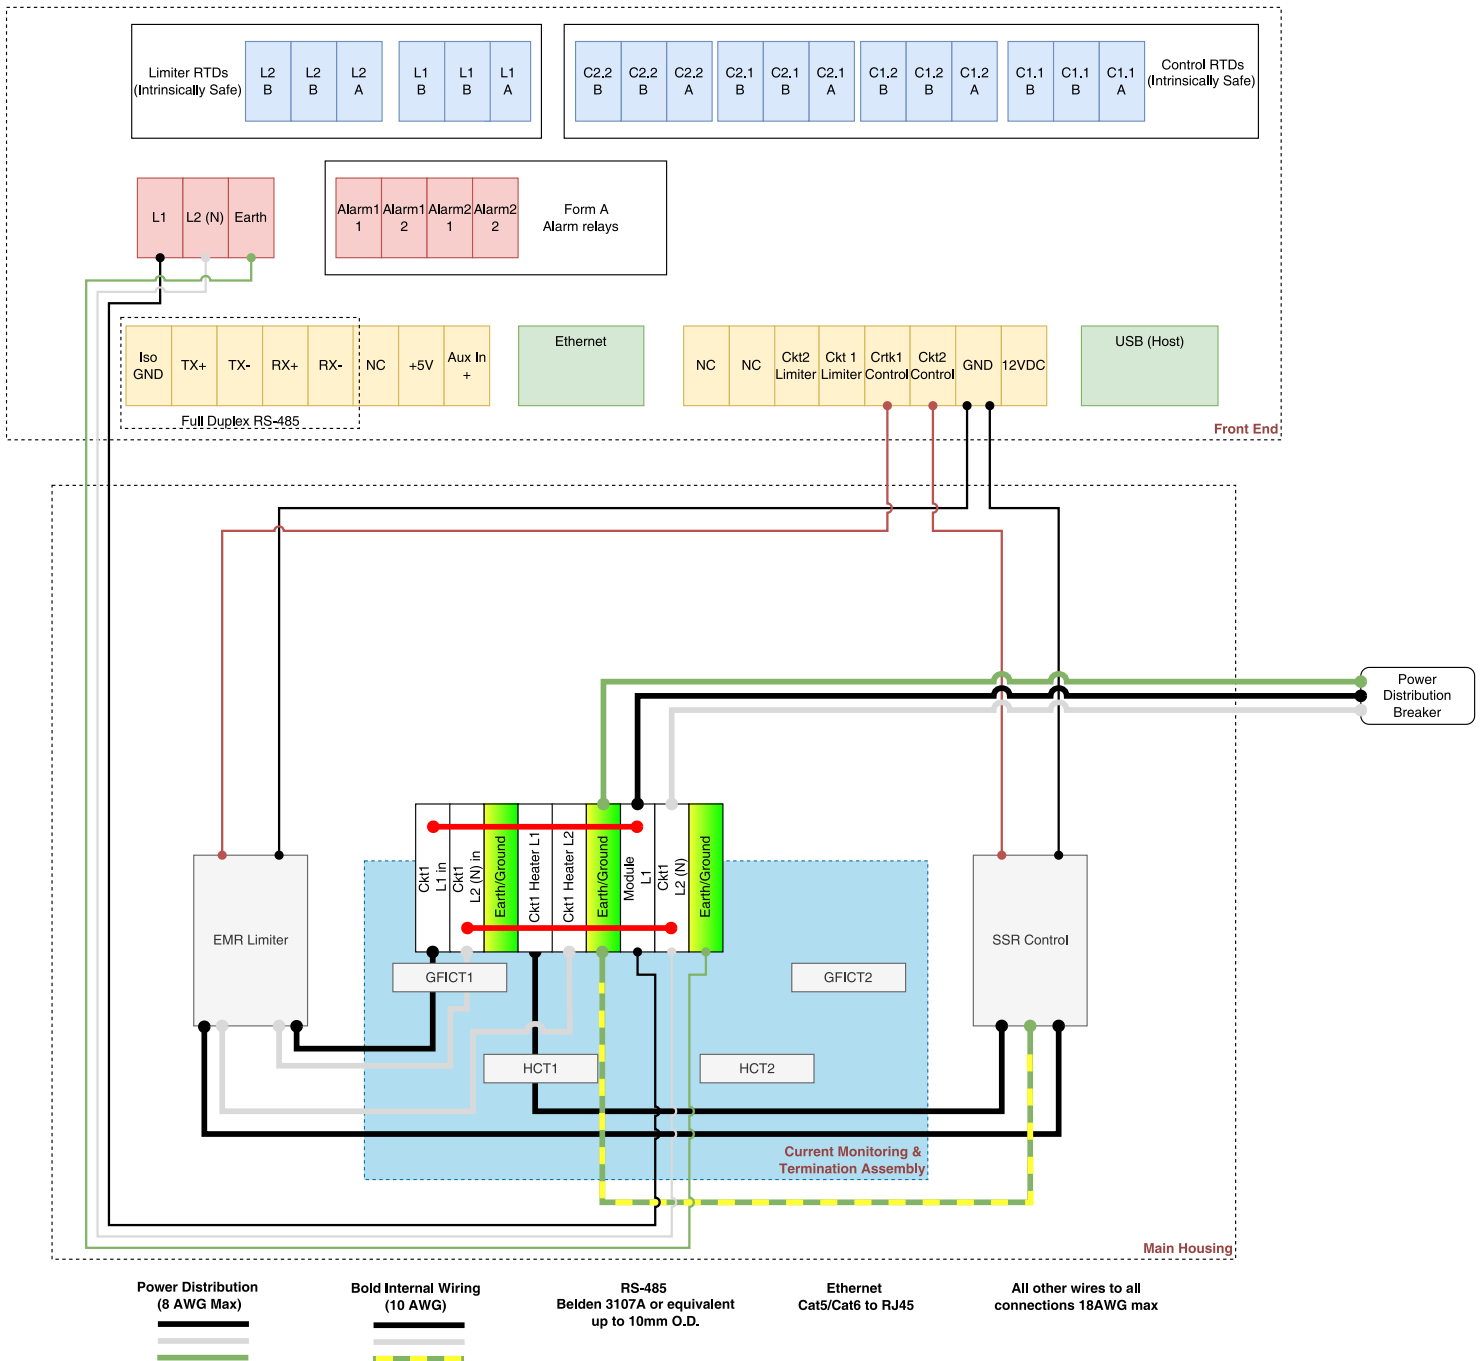 Limiter RTDs
(Intrinsically Safe)
L2
B
L2
B
L2
A
L1
B
L1
B
L1
A
C2.2
B
C2.2
B
C2.2
A
C2.1
B
C2.1
B
C2.1
A
C1.2
B
C1.2
B
C1.2
A
C1.1
B
C1.1
B
C1.1
A
Control RTDs
(Intrinsically Safe)
L1
L2 (N)
Earth
Alarm1
1
Alarm1
2
Alarm2
1
Alarm2
2
Form A
Alarm relays
Iso
GND
TX+
TX-
RX+
RX-
NC
+5V
Aux In
+
Full Duplex RS-485
Ethernet
NC
NC
Ckt2
Limiter
Ckt 1
Limiter
Crtk1
Control
Ckt2
Control
GND
12VDC
USB (Host)
Front End
Power
Distribution
Breaker
Ckt1
L1 in
Ckt1
L2 (N) in
Earth/Ground
Ckt1 Heater L1
Ckt1 Heater L2
Earth/Ground
Module
L1
Ckt1
L2 (N)
Earth/Ground
EMR Limiter
SSR Control
GFICT1
GFICT2
HCT1
HCT2
Current Monitoring &
Termination Assembly
Main Housing
Power Distribution
(8 AWG Max)
Bold Internal Wiring
(10 AWG)
RS-485
Belden 3107A or equivalent
up to 10mm O.D.
Ethernet
Cat5/Cat6 to RJ45
All other wires to all
connections 18AWG max